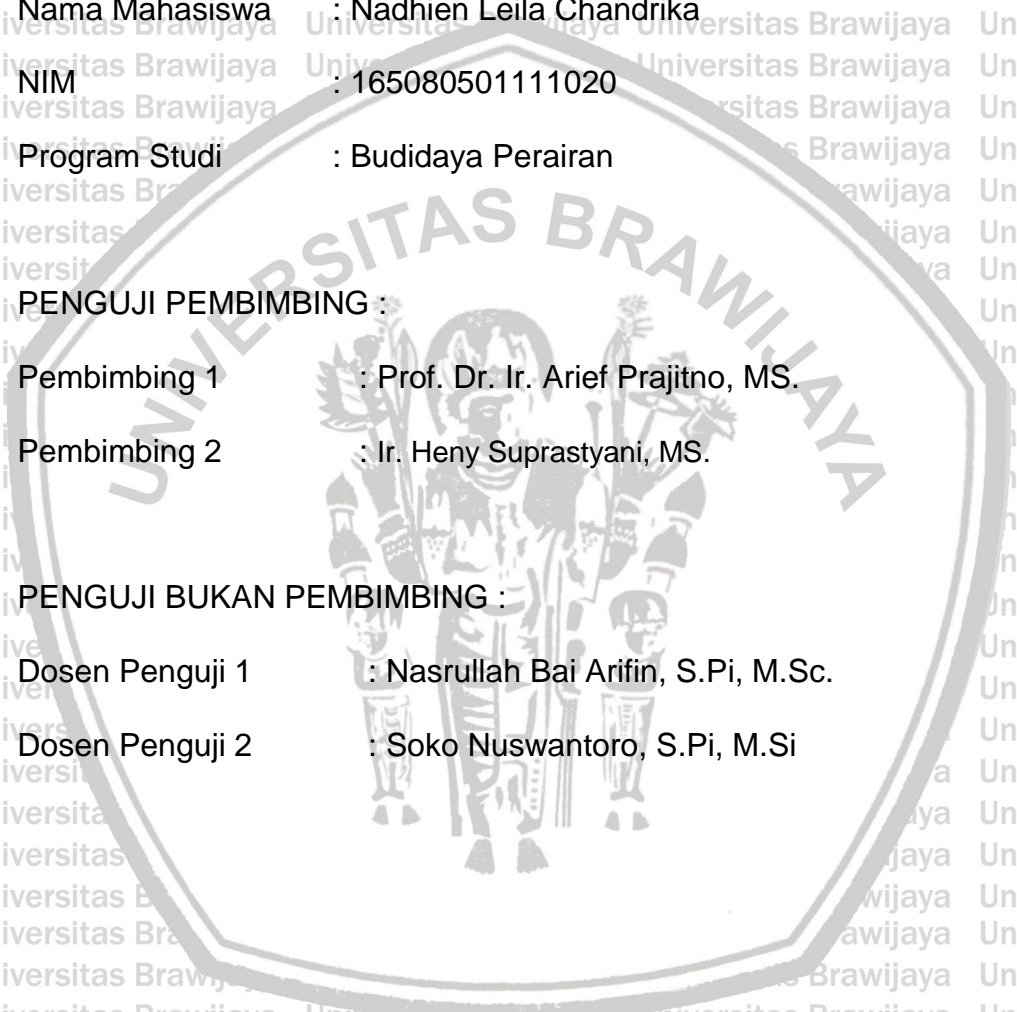 Nama Mahasiswa : Nadhien Leila Chandrika
NIM : 165080501111020
Program Studi : Budidaya Perairan
UNIVERSITAS BRAWIJAYA
PENGUJI PEMBIMBING :
Pembimbing 1 : Prof. Dr. Ir. Arief Prajitno, MS.
Pembimbing 2 : Ir. Heny Suprastyani, MS.
PENGUJI BUKAN PEMBIMBING :
Dosen Penguji 1 : Nasrullah Bai Arifin, S.Pi, M.Sc.
Dosen Penguji 2 : Soko Nuswantoro, S.Pi, M.Si